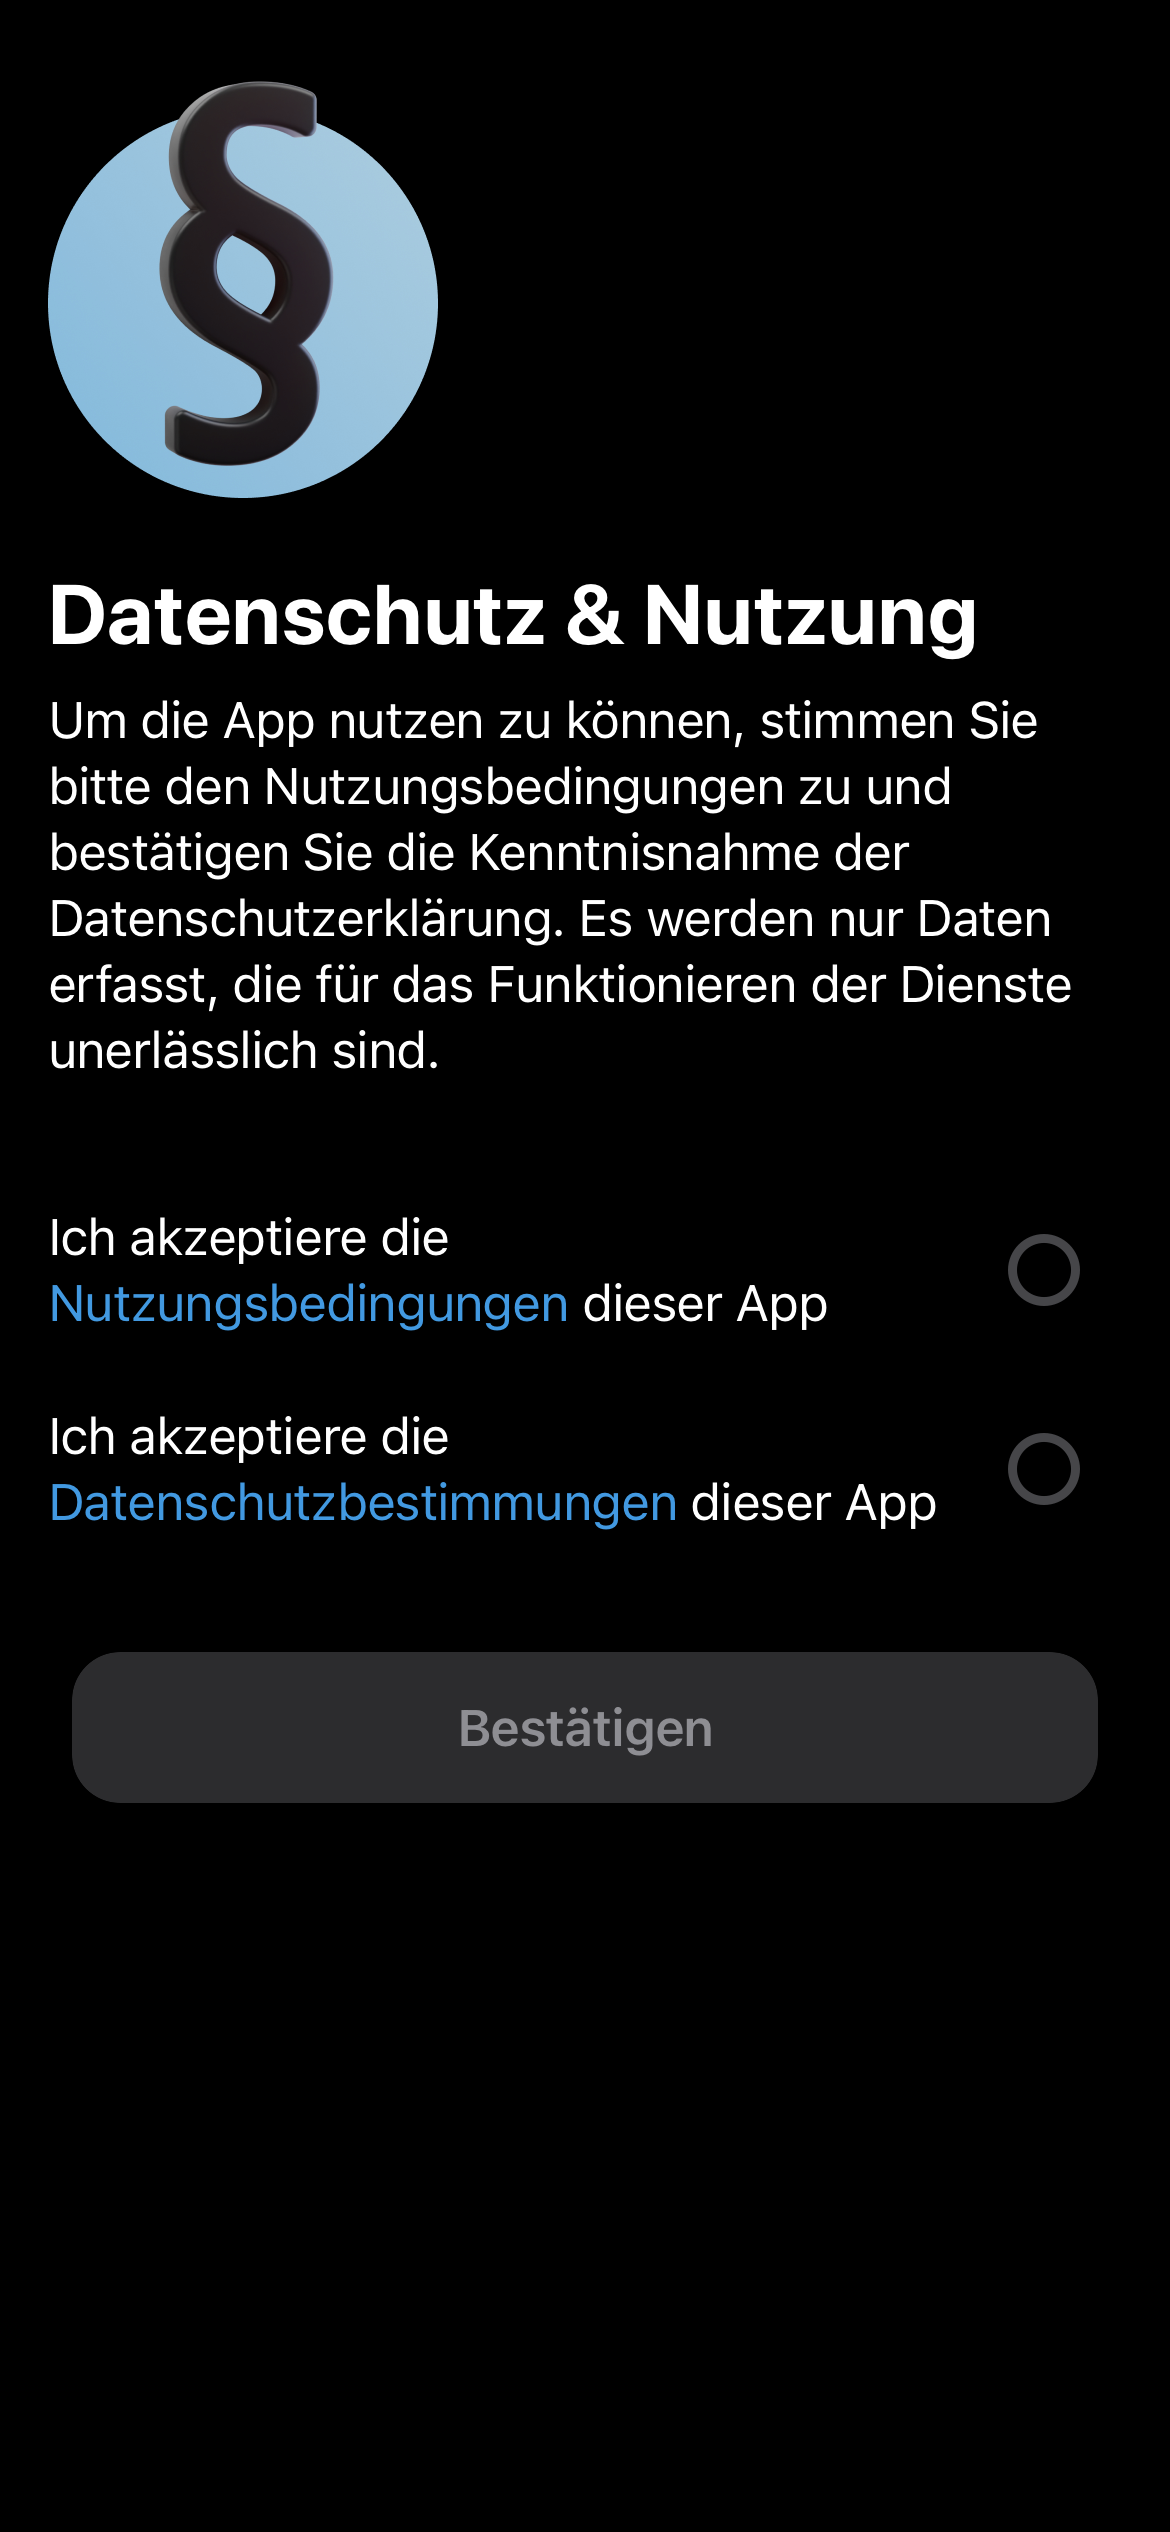 §
Datenschutz & Nutzung
Um die App nutzen zu können, stimmen Sie
bitte den Nutzungsbedingungen zu und
bestätigen Sie die Kenntnisnahme der
Datenschutzerklärung. Es werden nur Daten
erfasst, die für das Funktionieren der Dienste
unerlässlich sind.
Ich akzeptiere die
Nutzungsbedingungen dieser App
Ich akzeptiere die
Datenschutzbestimmungen dieser App
Bestätigen